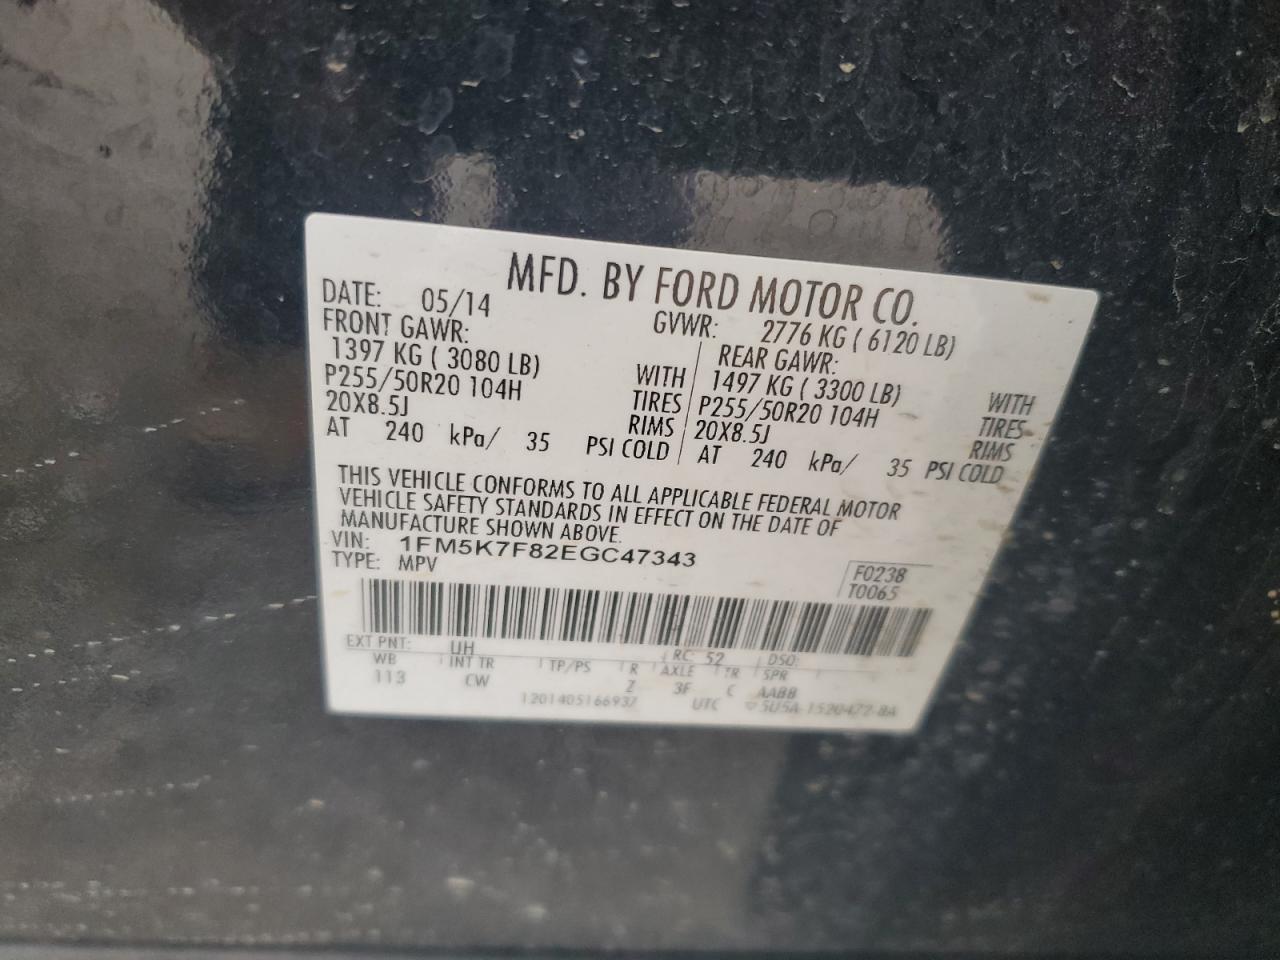 MFD. BY FORD MOTOR CO.
DATE: 05/14 GVWR: 2776 KG ( 6120 LB)
FRONT GAWR: REAR GAWR:
1397 KG ( 3080 LB) WITH 1497 KG ( 3300 LB) WITH
P255/50R20 104H TIRES P255/50R20 104H TIRES
20X8.5J RIMS 20X8.5J RIMS
AT 240 kPa/ 35 PSI COLD AT 240 kPa/ 35 PSI COLD
THIS VEHICLE CONFORMS TO ALL APPLICABLE FEDERAL MOTOR
VEHICLE SAFETY STANDARDS IN EFFECT ON THE DATE OF
MANUFACTURE SHOWN ABOVE.
VIN: 1FM5K7F82EGC47343
TYPE: MPV F0238
T0065
EXT PNT: UH RC: 52 DSO:
WB INT TR TP/PS R AXLE TR SPR
113 CW Z 3F C AABB
1201405166937 UTC 5U5A-1520472-BA